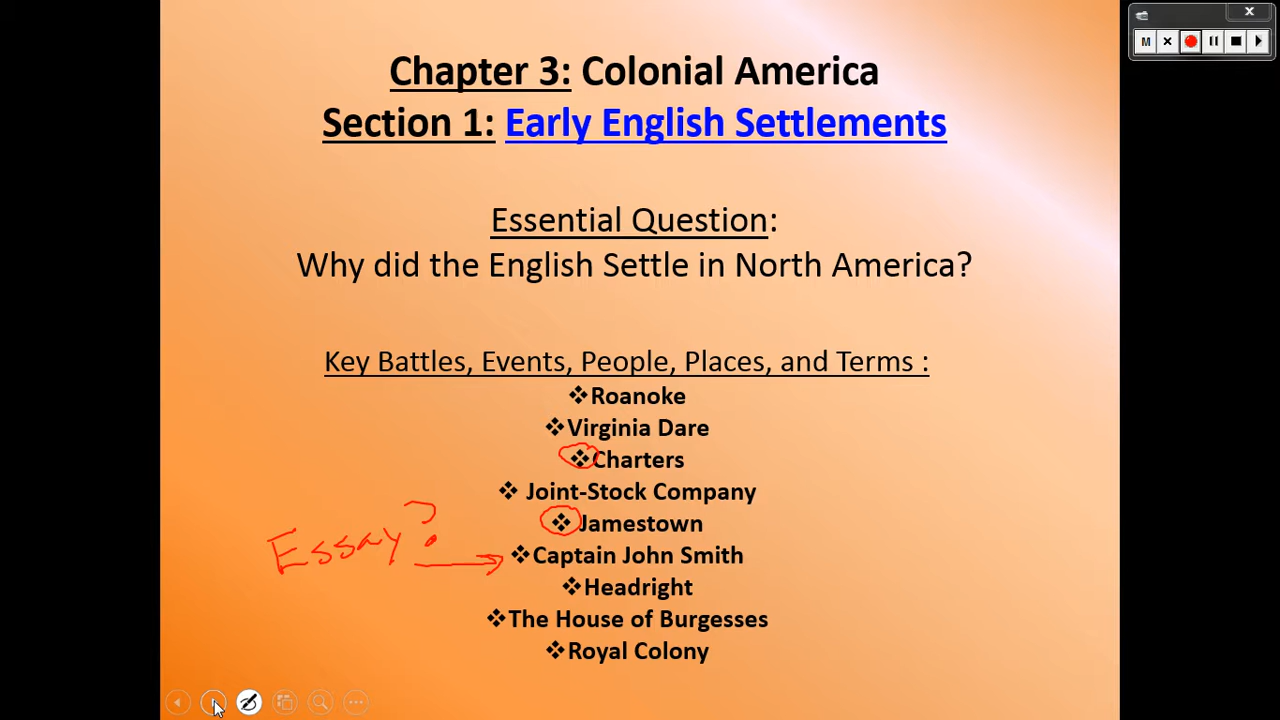 Chapter 3: Colonial America
Section 1: Early English Settlements
Essential Question:
Why did the English Settle in North America?
Key Battles, Events, People, Places, and Terms :
❖Roanoke
❖Virginia Dare
❖Charters
❖ Joint-Stock Company
❖ Jamestown
Essay?
❖Captain John Smith
❖Headright
❖The House of Burgesses
❖Royal Colony
M